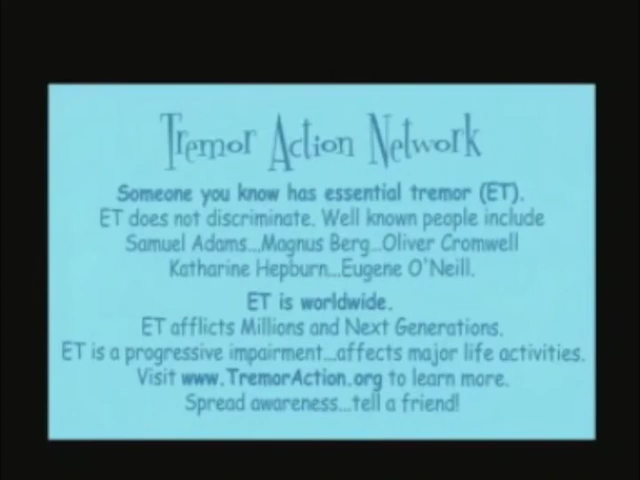 Tremor Action Network
Someone you know has essential tremor (ET).
ET does not discriminate. Well known people include
Samuel Adams...Magnus Berg...Oliver Cromwell
Katharine Hepburn...Eugene O'Neill.
ET is worldwide.
ET afflicts Millions and Next Generations.
ET is a progressive impairment...affects major life activities.
Visit www.TremorAction.org to learn more.
Spread awareness...tell a friend!